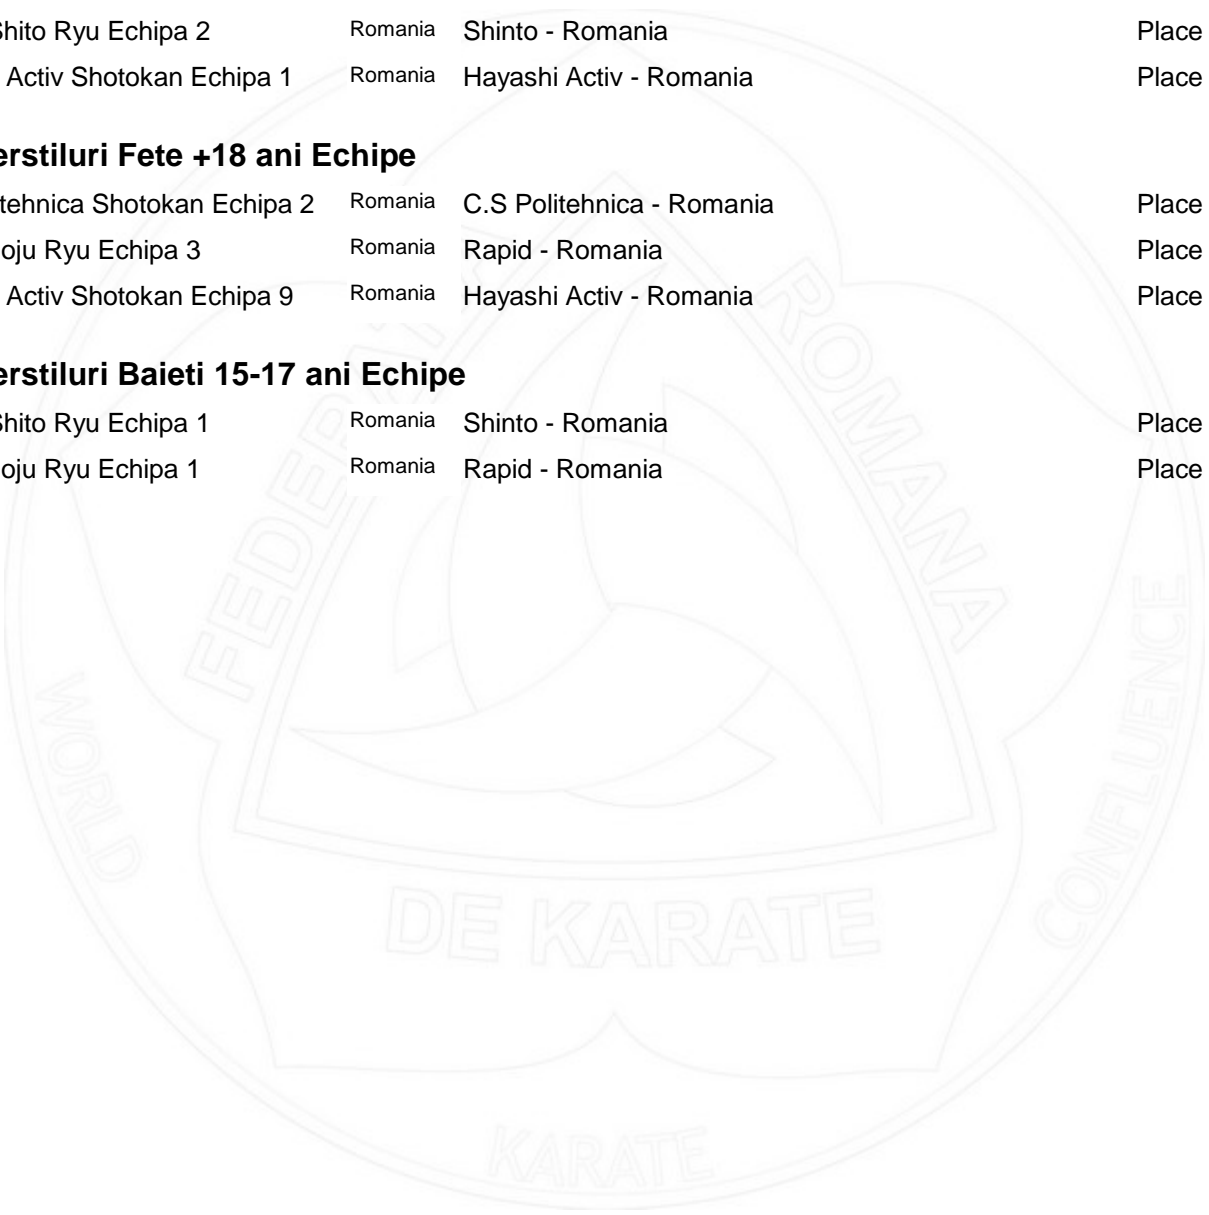 Shito Ryu Echipa 2 Romania Shinto - Romania Place
Activ Shotokan Echipa 1 Romania Hayashi Activ - Romania Place
erstiluri Fete +18 ani Echipe
tehnica Shotokan Echipa 2 Romania C.S Politehnica - Romania Place
oju Ryu Echipa 3 Romania Rapid - Romania Place
Activ Shotokan Echipa 9 Romania Hayashi Activ - Romania Place
erstiluri Baieti 15-17 ani Echipe
Shito Ryu Echipa 1 Romania Shinto - Romania Place
oju Ryu Echipa 1 Romania Rapid - Romania Place
ROMANA
WORLD
CONFLUENCE
DE KARATE
KARATE